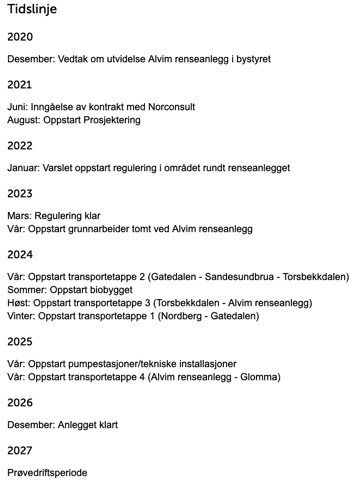 Tidslinje
2020
Desember: Vedtak om utvidelse Alvim renseanlegg i bystyret
2021
Juni: Inngåelse av kontrakt med Norconsult
August: Oppstart Prosjektering
2022
Januar: Varslet oppstart regulering i området rundt renseanlegget
2023
Mars: Regulering klar
Vår: Oppstart grunnarbeider tomt ved Alvim renseanlegg
2024
Vår: Oppstart transportetappe 2 (Gatedalen - Sandesundbrua - Torsbekkdalen)
Sommer: Oppstart biobygget
Høst: Oppstart transportetappe 3 (Torsbekkdalen - Alvim renseanlegg)
Vinter: Oppstart transportetappe 1 (Nordberg - Gatedalen)
2025
Vår: Oppstart pumpestasjoner/tekniske installasjoner
Vår: Oppstart transportetappe 4 (Alvim renseanlegg - Glomma)
2026
Desember: Anlegget klart
2027
Prøvedriftsperiode